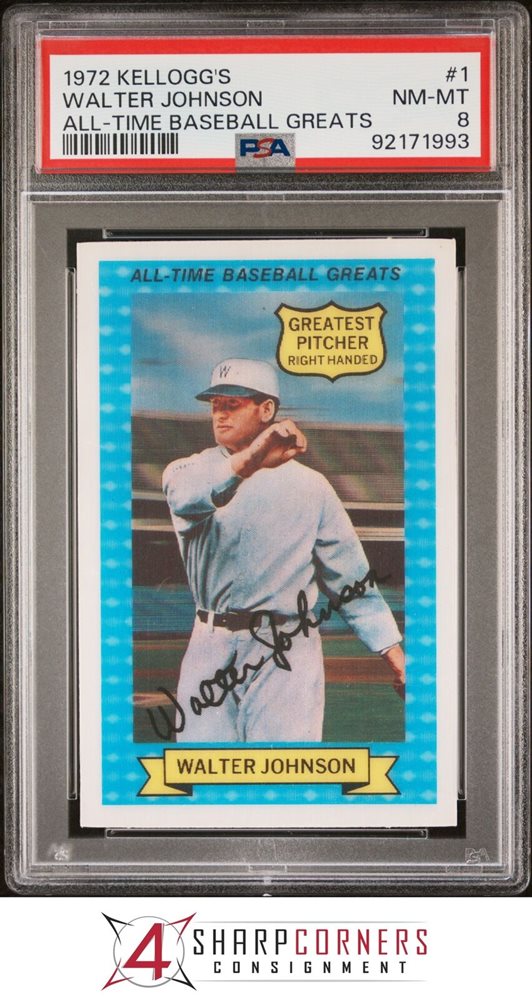 1972 KELLOGG'S #1
WALTER JOHNSON NM-MT
ALL-TIME BASEBALL GREATS 8
PSA 92171993
ALL-TIME BASEBALL GREATS
GREATEST
PITCHER
RIGHT HANDED
W
Walter Johnson
WALTER JOHNSON
4 SHARPCORNERS
CONSIGNMENT